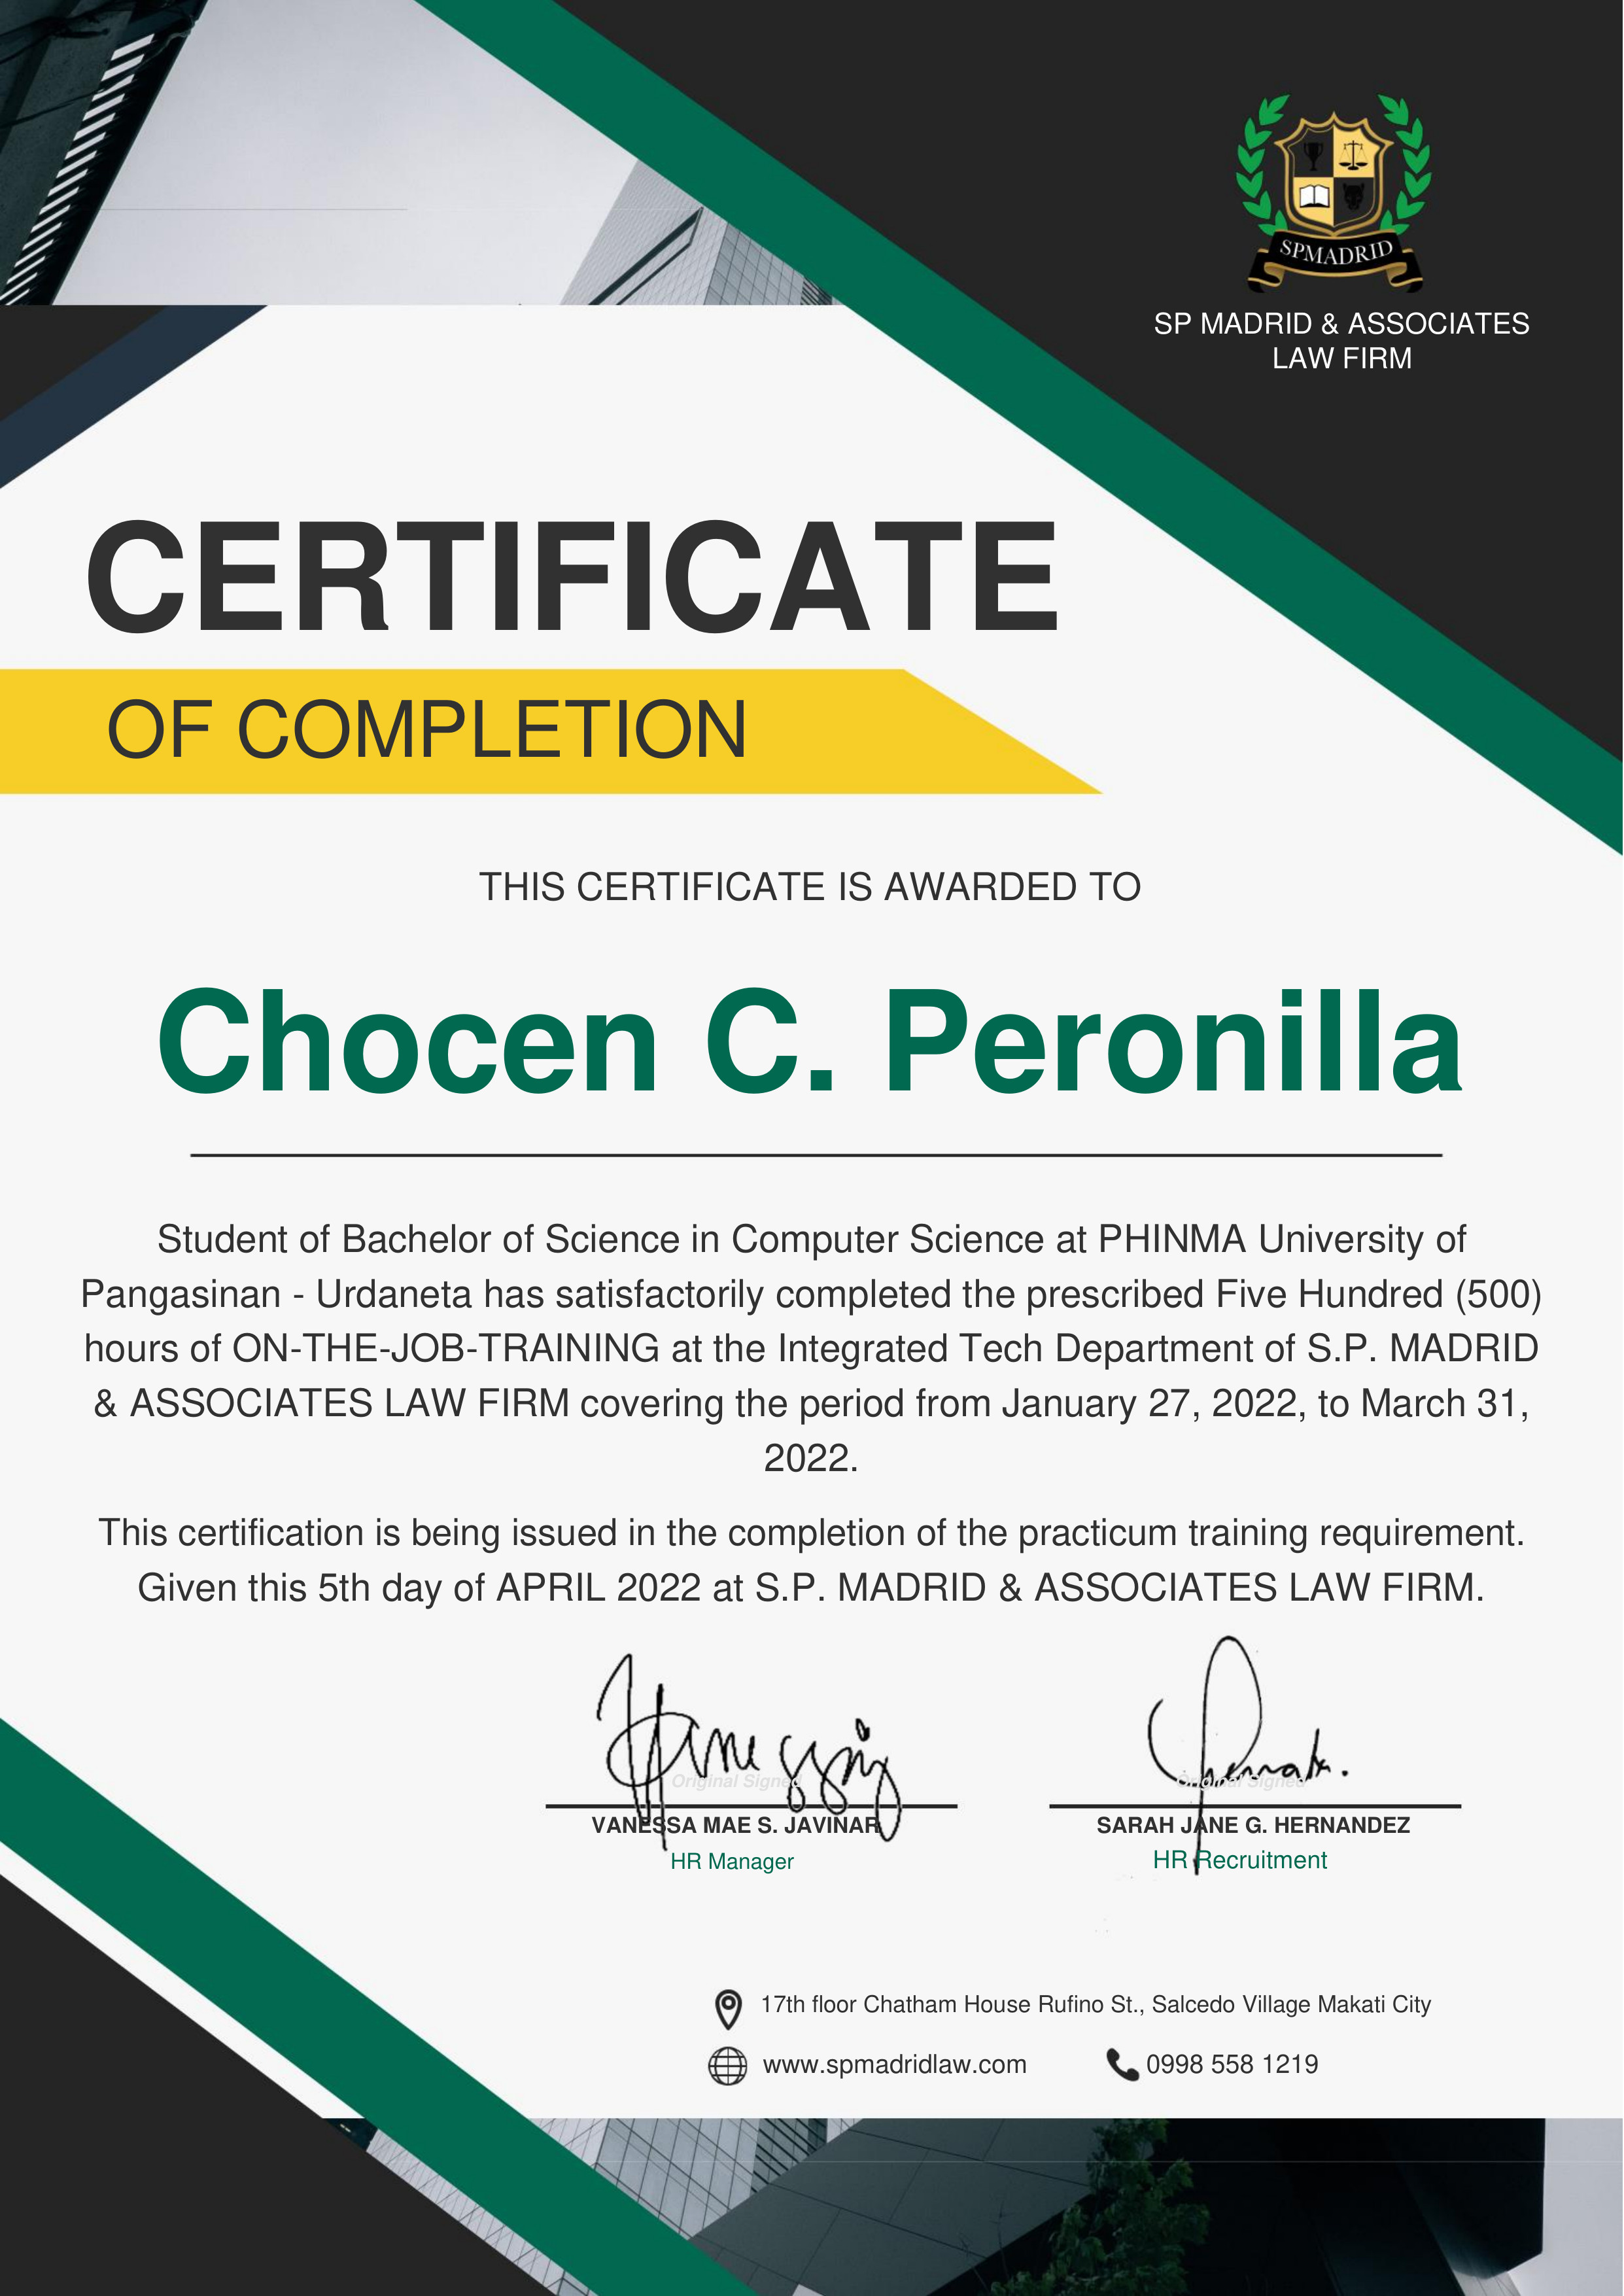 SPMADRID
SP MADRID & ASSOCIATES
LAW FIRM
CERTIFICATE
OF COMPLETION
THIS CERTIFICATE IS AWARDED TO
Chocen C. Peronilla
Student of Bachelor of Science in Computer Science at PHINMA University of
Pangasinan - Urdaneta has satisfactorily completed the prescribed Five Hundred (500)
hours of ON-THE-JOB-TRAINING at the Integrated Tech Department of S.P. MADRID
& ASSOCIATES LAW FIRM covering the period from January 27, 2022, to March 31,
2022.
This certification is being issued in the completion of the practicum training requirement.
Given this 5th day of APRIL 2022 at S.P. MADRID & ASSOCIATES LAW FIRM.
Original Signed
Original Signed
VANESSA MAE S. JAVINAR
SARAH JANE G. HERNANDEZ
HR Manager
HR Recruitment
17th floor Chatham House Rufino St., Salcedo Village Makati City
www.spmadridlaw.com
0998 558 1219